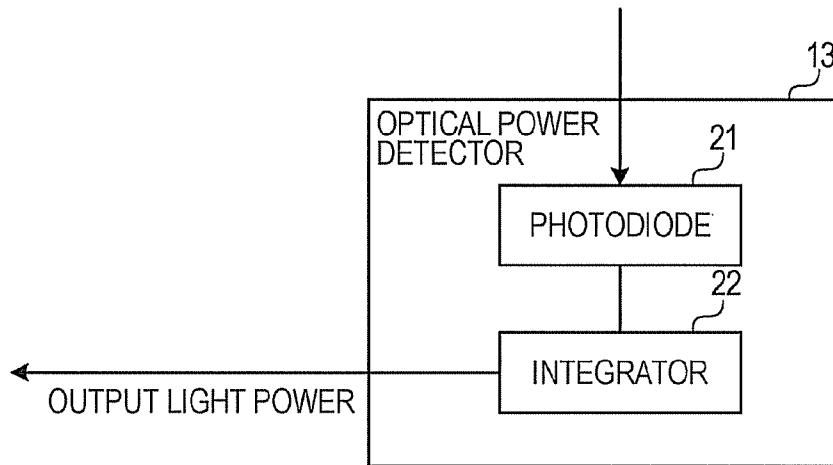 13
OPTICAL POWER
DETECTOR
21
PHOTODIODE
22
INTEGRATOR
OUTPUT LIGHT POWER